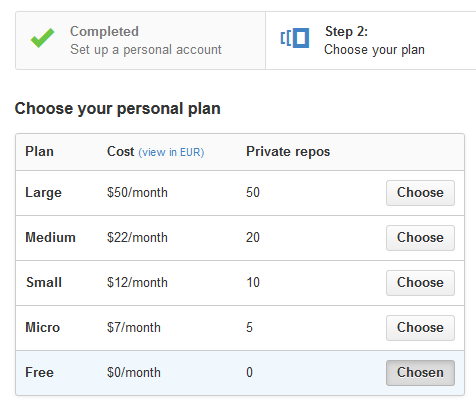 Completed
Set up a personal account
Step 2:
Choose your plan
Choose your personal plan
Plan Cost (view in EUR) Private repos
Large $50/month 50 Choose
Medium $22/month 20 Choose
Small $12/month 10 Choose
Micro $7/month 5 Choose
Free $0/month 0 Chosen